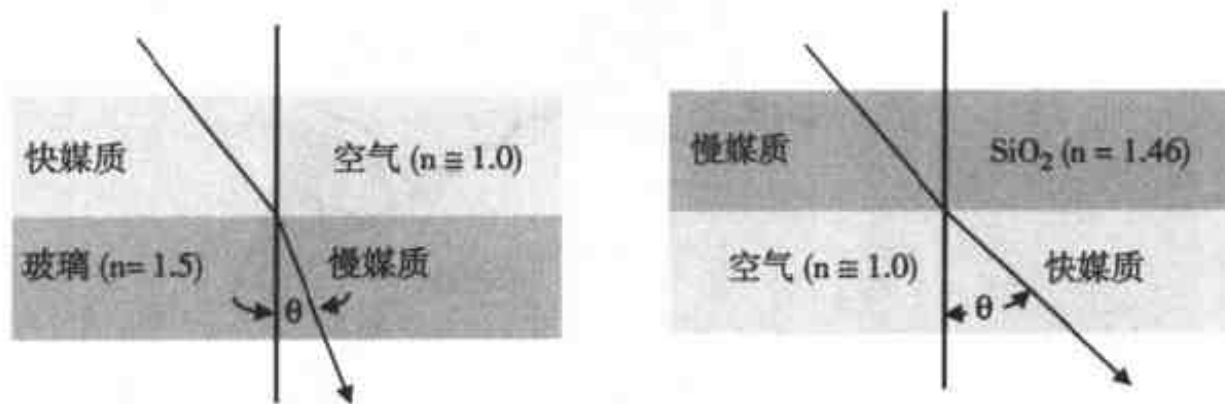 快媒质
空气 (n ≅ 1.0)
玻璃 (n= 1.5)
慢媒质
θ
慢媒质
SiO₂ (n = 1.46)
空气 (n ≅ 1.0)
快媒质
θ